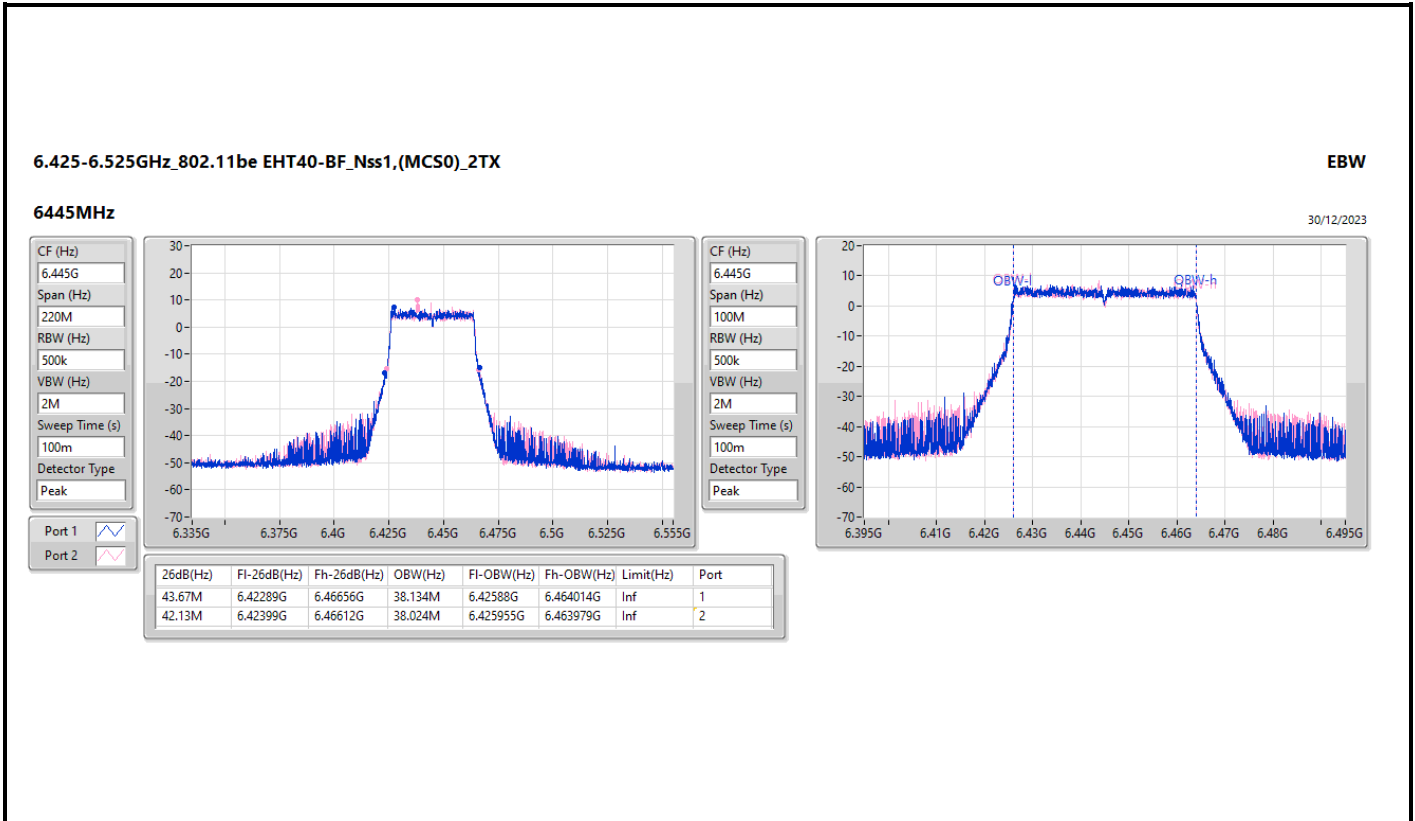 6.425-6.525GHz_802.11be EHT40-BF_Nss1,(MCS0)_2TX
EBW
6445MHz
30/12/2023
CF (Hz)
6.445G
Span (Hz)
220M
RBW (Hz)
500k
VBW (Hz)
2M
Sweep Time (s)
100m
Detector Type
Peak
Port 1
Port 2
30
20
10
0
-10
-20
-30
-40
-50
-60
-70
6.335G 6.375G 6.4G 6.425G 6.45G 6.475G 6.5G 6.525G 6.555G
CF (Hz)
6.445G
Span (Hz)
100M
RBW (Hz)
500k
VBW (Hz)
2M
Sweep Time (s)
100m
Detector Type
Peak
20
10
0
-10
-20
-30
-40
-50
-60
-70
OBW-l OBW-h
6.395G 6.41G 6.42G 6.43G 6.44G 6.45G 6.46G 6.47G 6.48G 6.495G
26dB(Hz) Fl-26dB(Hz) Fh-26dB(Hz) OBW(Hz) Fl-OBW(Hz) Fh-OBW(Hz) Limit(Hz) Port
43.67M 6.42289G 6.46656G 38.134M 6.42588G 6.464014G Inf 1
42.13M 6.42399G 6.46612G 38.024M 6.425955G 6.463979G Inf 2